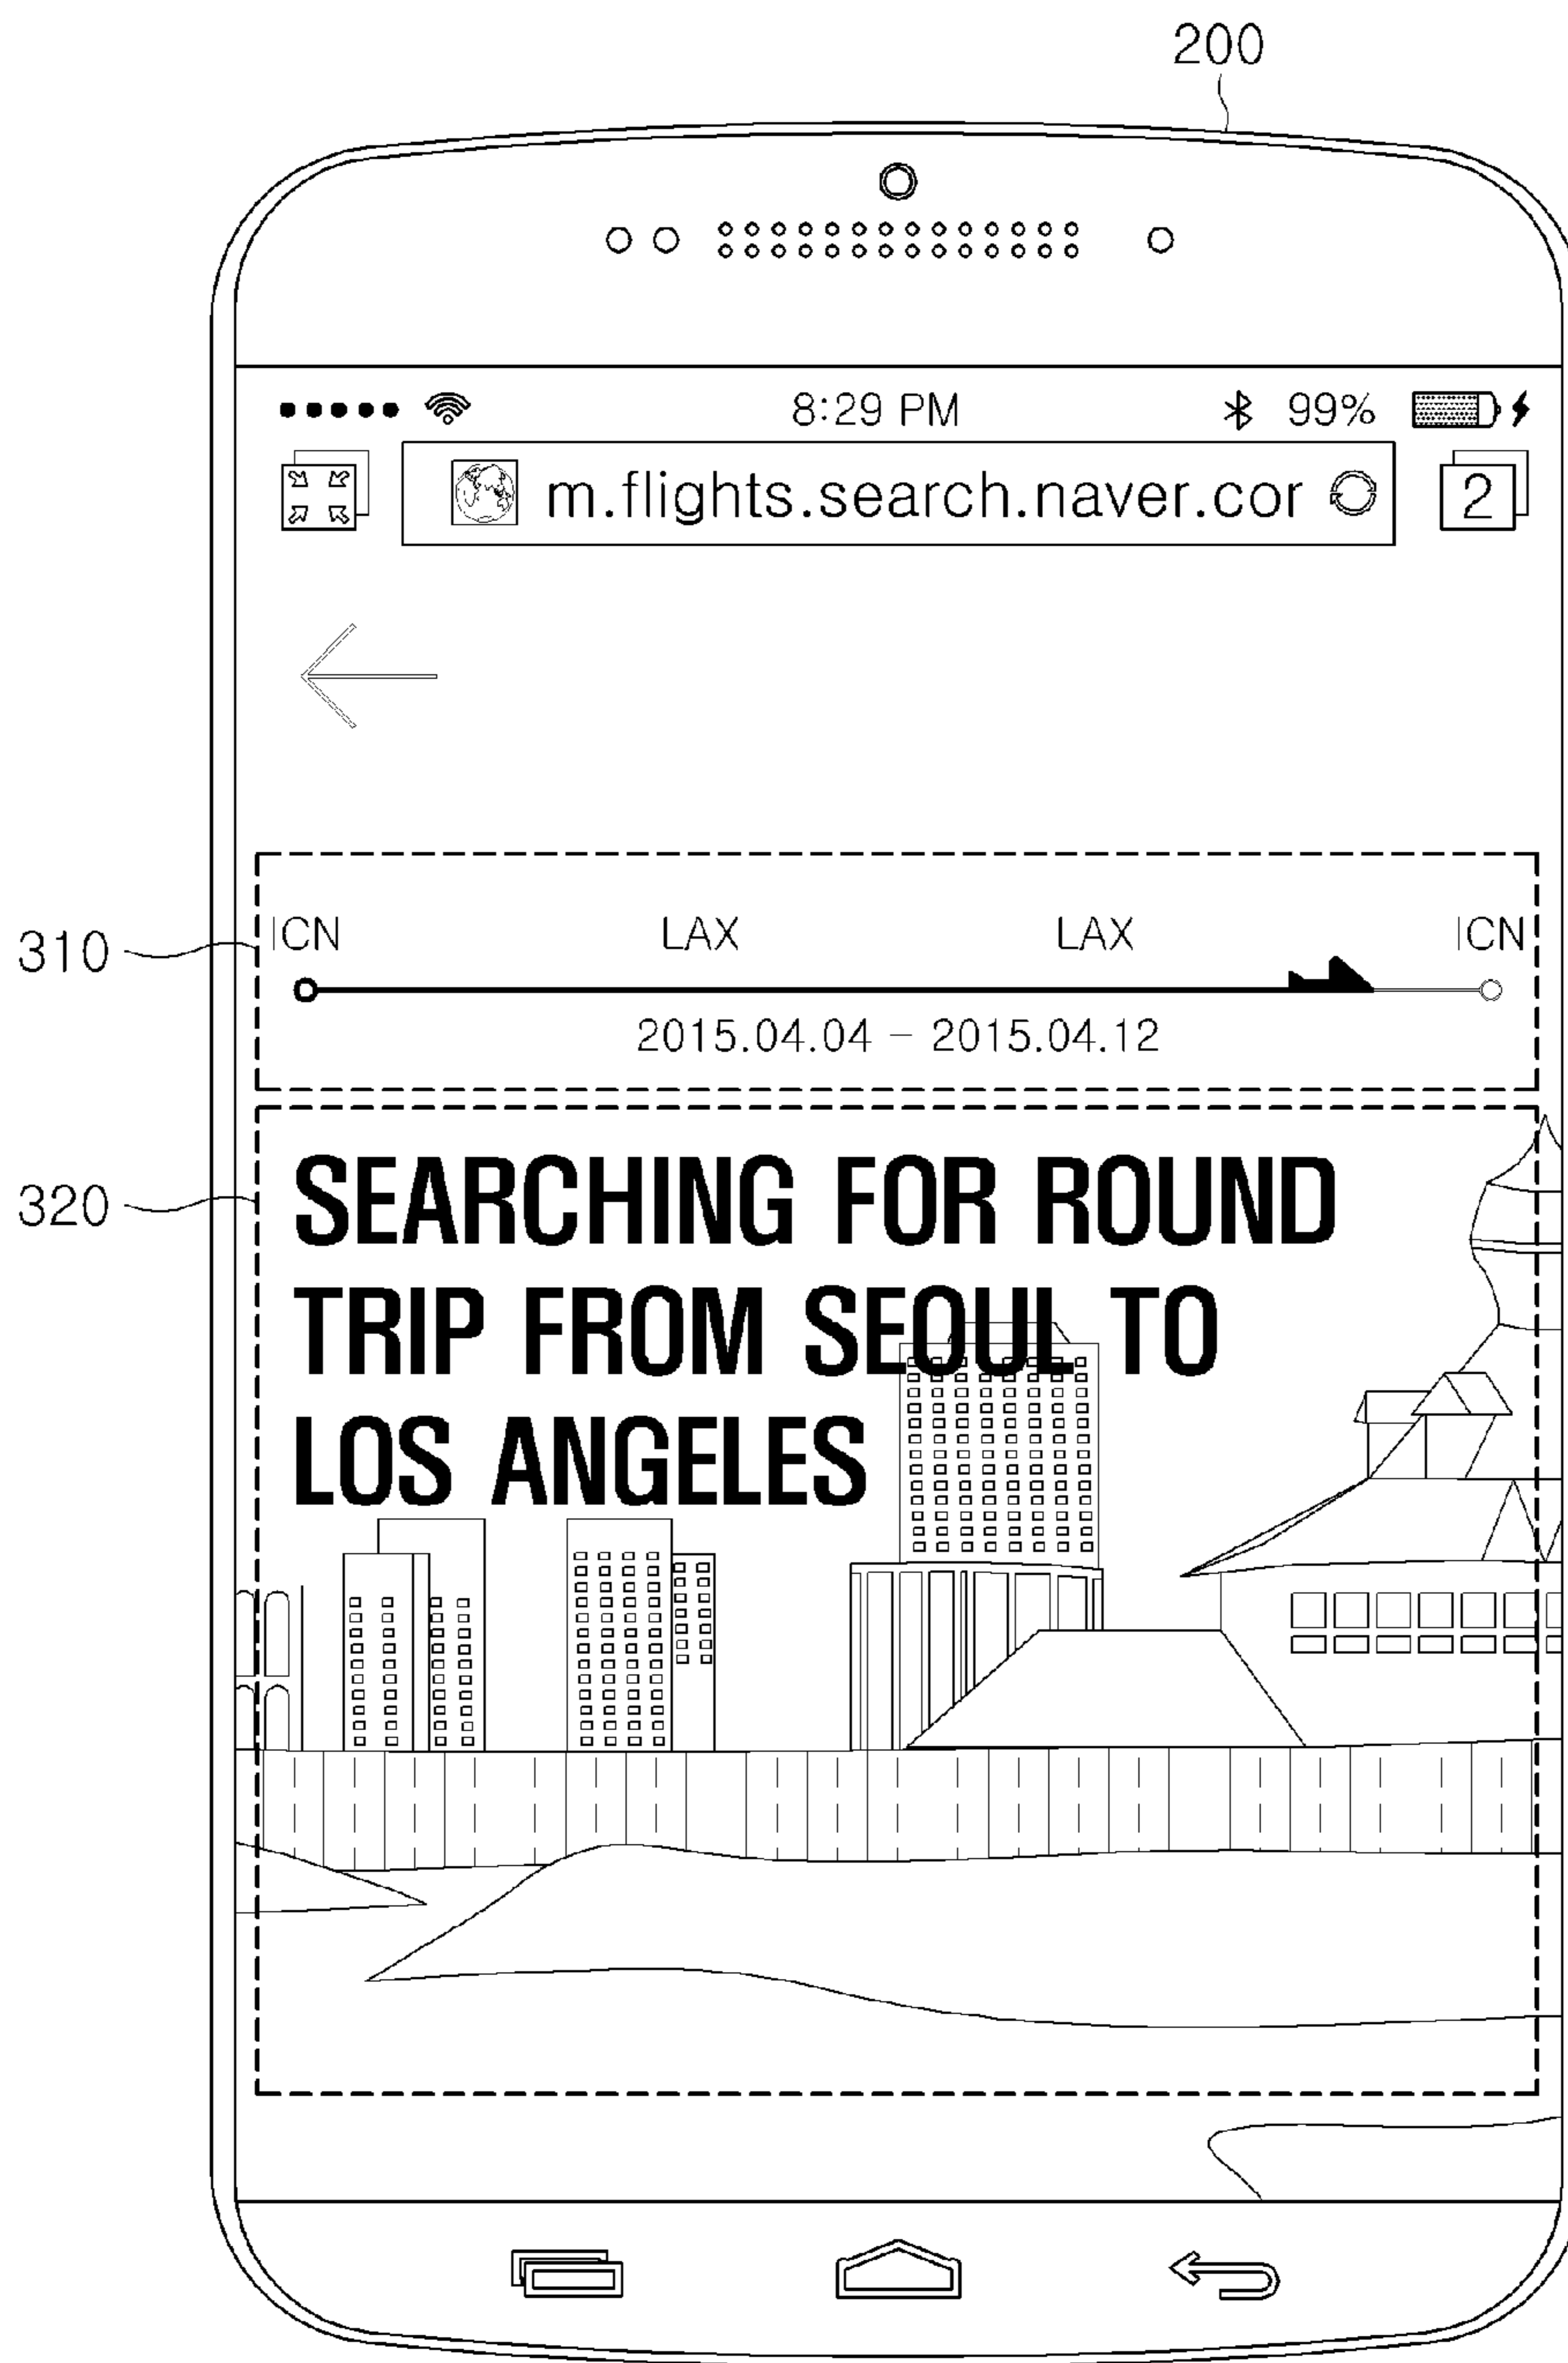 200
8:29 PM 99%
m.flights.search.naver.cor
2
310
ICN LAX LAX ICN
2015.04.04 - 2015.04.12
320
SEARCHING FOR ROUND
TRIP FROM SEOUL TO
LOS ANGELES